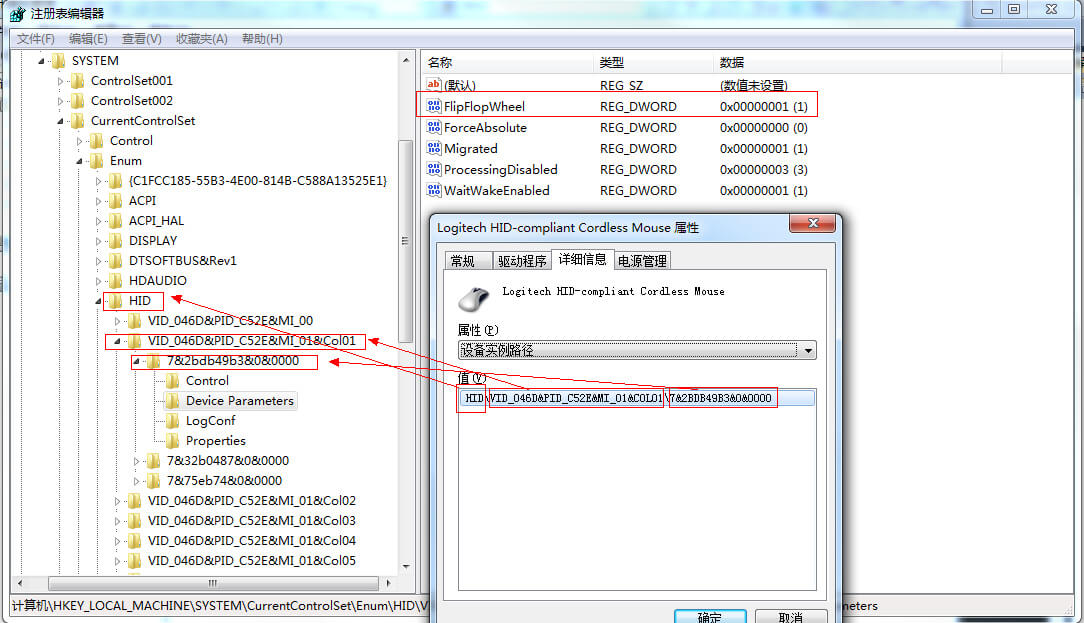 注册表编辑器
文件(F) 编辑(E) 查看(V) 收藏夹(A) 帮助(H)
SYSTEM
ControlSet001
ControlSet002
CurrentControlSet
Control
Enum
{C1FCC185-55B3-4E00-814B-C588A13525E1}
ACPI
ACPI_HAL
DISPLAY
DTSOFTBUS&Rev1
HDAUDIO
HID
VID_046D&PID_C52E&MI_00
VID_046D&PID_C52E&MI_01&Col01
7&2bdb49b3&0&0000
Control
Device Parameters
LogConf
Properties
7&32b0487&0&0000
7&75eb74&0&0000
VID_046D&PID_C52E&MI_01&Col02
VID_046D&PID_C52E&MI_01&Col03
VID_046D&PID_C52E&MI_01&Col04
VID_046D&PID_C52E&MI_01&Col05
名称 类型 数据
(默认) REG_SZ (数值未设置)
FlipFlopWheel REG_DWORD 0x00000001 (1)
ForceAbsolute REG_DWORD 0x00000000 (0)
Migrated REG_DWORD 0x00000001 (1)
ProcessingDisabled REG_DWORD 0x00000003 (3)
WaitWakeEnabled REG_DWORD 0x00000001 (1)
Logitech HID-compliant Cordless Mouse 属性
常规 驱动程序 详细信息 电源管理
Logitech HID-compliant Cordless Mouse
属性(P)
设备实例路径
值(V)
HID\VID_046D&PID_C52E&MI_01&COL01\7&2BDB49B3&0&0000
确定 取消
计算机\HKEY_LOCAL_MACHINE\SYSTEM\CurrentControlSet\Enum\HID\V
meters